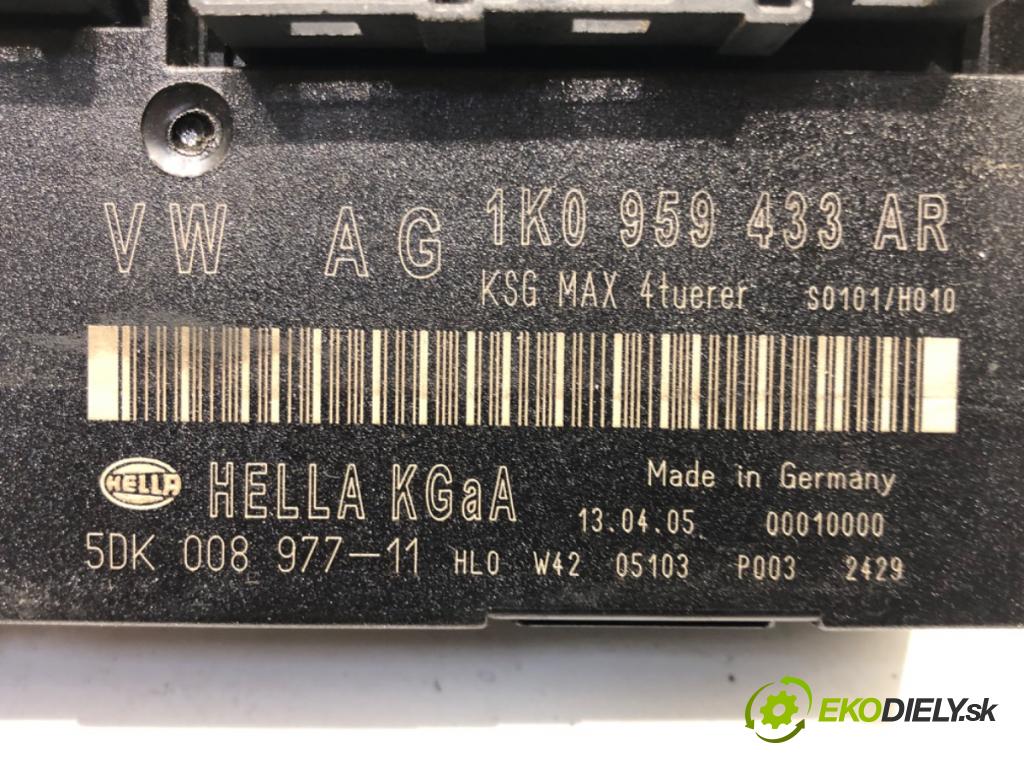 VW AG 1K0 959 433 AR
KSG MAX 4tuerer S0101/H010
HELLA HELLA KGaA Made in Germany
13.04.05 00010000
5DK 008 977-11 HLO W42 05103 P003 2429
EKODIELY.sk